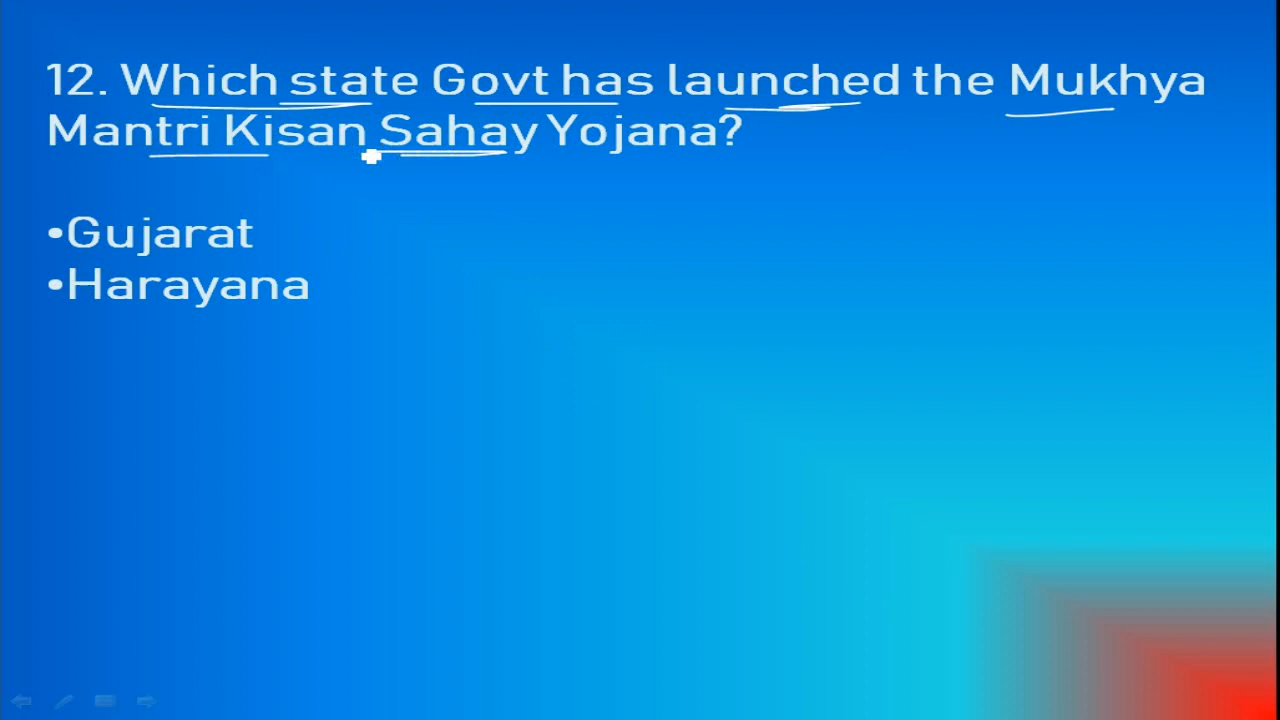 12. Which state Govt has launched the Mukhya
Mantri Kisan Sahay Yojana?
•Gujarat
•Harayana